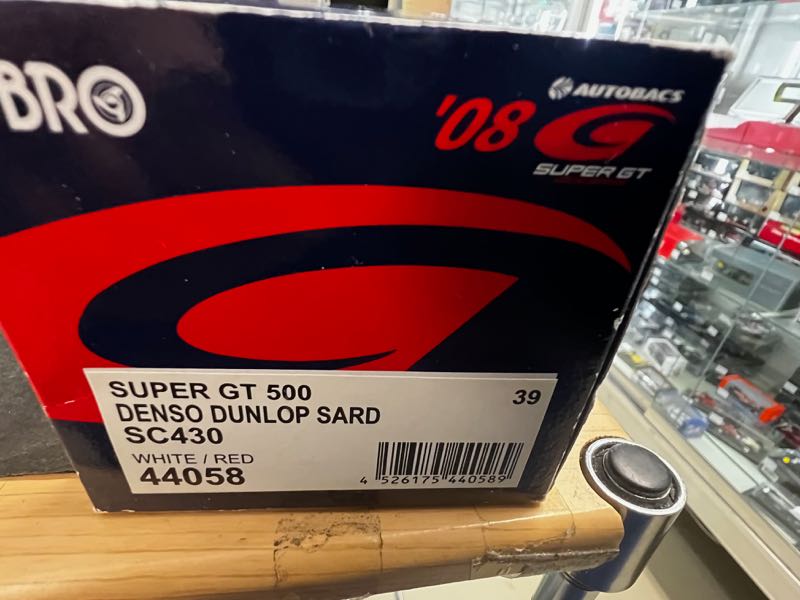 BRO
'08
AUTOBACS
SUPER GT
SUPER GT 500
39
DENSO DUNLOP SARD
SC430
WHITE / RED
44058
4 526175 440589